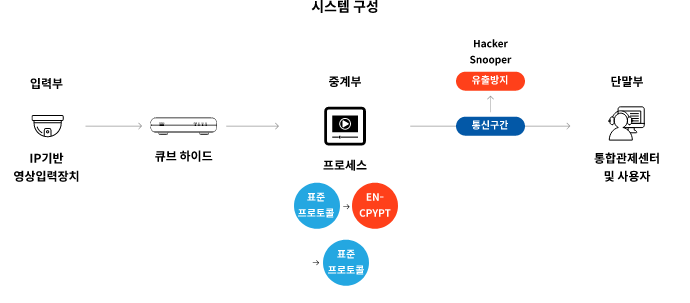 시스템 구성
Hacker
Snooper
입력부
중계부
유출방지
단말부
통신구간
IP기반
영상입력장치
큐브 하이드
프로세스
통합관제센터
및 사용자
표준
프로토콜
EN-
CPYPT
표준
프로토콜